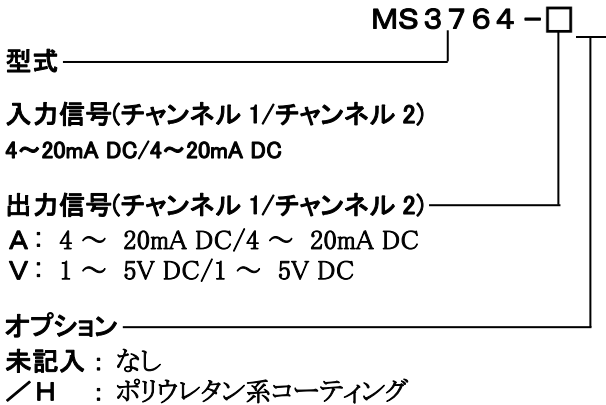 MS3764-□
型式
入力信号(チャンネル 1/チャンネル 2)
4～20mA DC/4～20mA DC
出力信号(チャンネル 1/チャンネル 2)
A： 4 ～ 20mA DC/4 ～ 20mA DC
V： 1 ～ 5V DC/1 ～ 5V DC
オプション
未記入： なし
／H ： ポリウレタン系コーティング